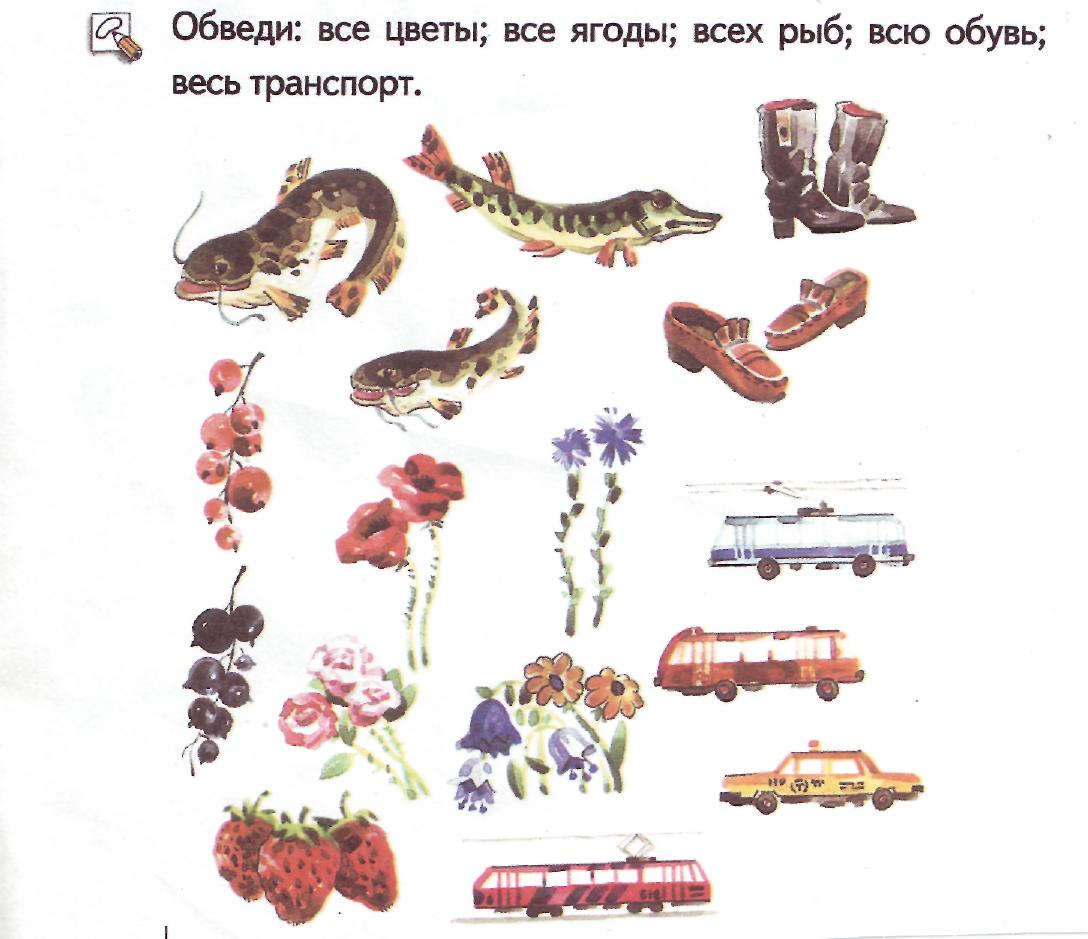 Обведи: все цветы; все ягоды; всех рыб; всю обувь;
весь транспорт.